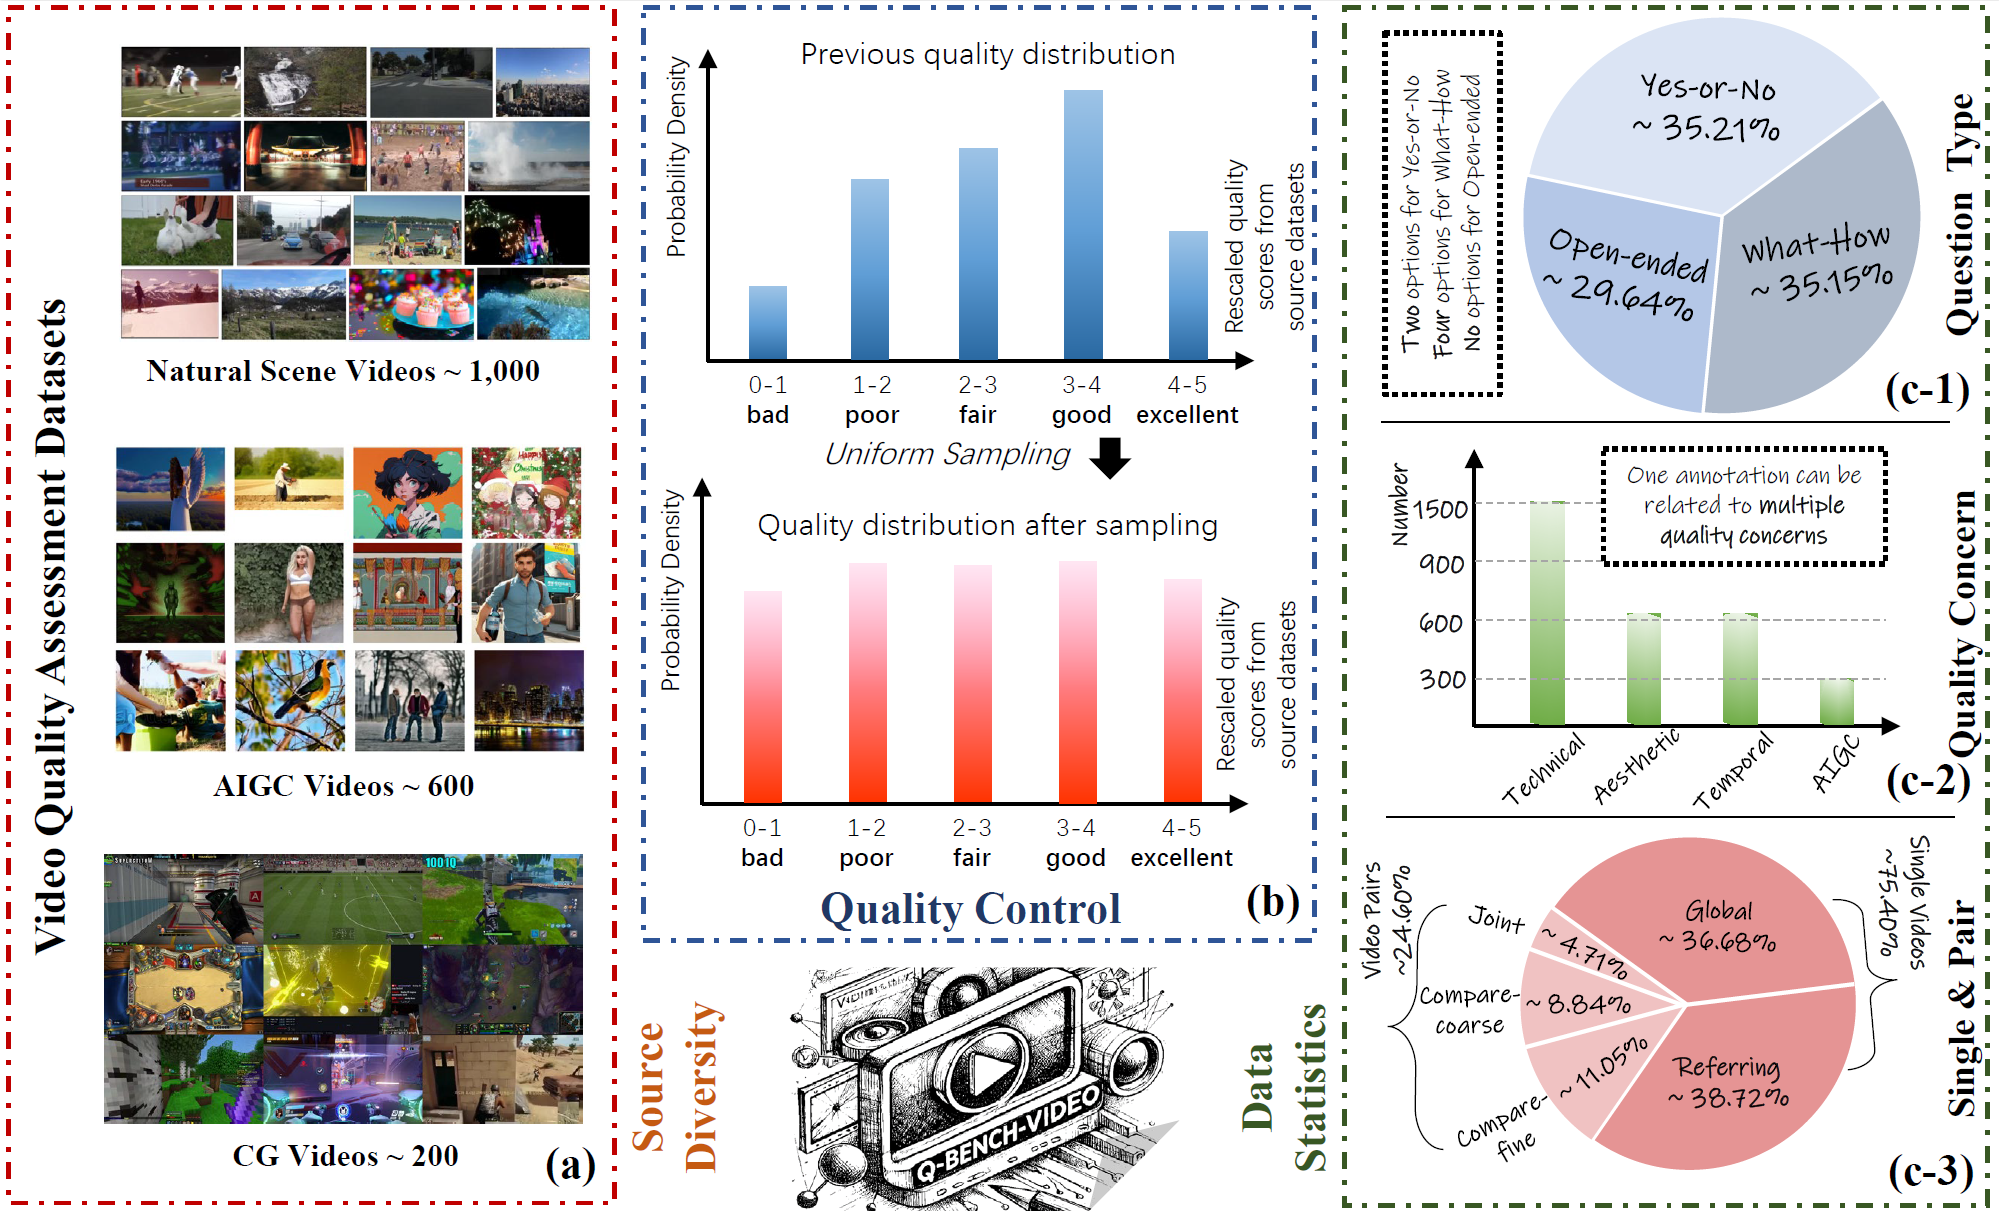 Video Quality Assessment Datasets
Natural Scene Videos ~ 1,000
AIGC Videos ~ 600
100IQ
CG Videos ~ 200
(a)
Previous quality distribution
Probability Density
Rescaled quality
scores from
source datasets
0-1
1-2
2-3
3-4
4-5
bad
poor
fair
good
excellent
Uniform Sampling
Quality distribution after sampling
Probability Density
Rescaled quality
scores from
source datasets
0-1
1-2
2-3
3-4
4-5
bad
poor
fair
good
excellent
Quality Control
(b)
Source
Diversity
Q-BENCH-VIDEO
Data
Statistics
Two options for Yes-or-No
Four options for What-How
No options for Open-ended
Yes-or-No
~ 35.21%
What-How
~ 35.15%
Open-ended
~ 29.64%
Question Type
(c-1)
Number
1500
900
600
300
One annotation can be
related to multiple
quality concerns
Technical
Aesthetic
Temporal
AIGC
Quality Concern
(c-2)
Video Pairs
~24.60%
Joint
~ 4.71%
Compare-
coarse
~ 8.84%
Compare-
fine
~ 11.05%
Global
~ 36.68%
Referring
~ 38.72%
Single Videos
~75.40%
Single & Pair
(c-3)